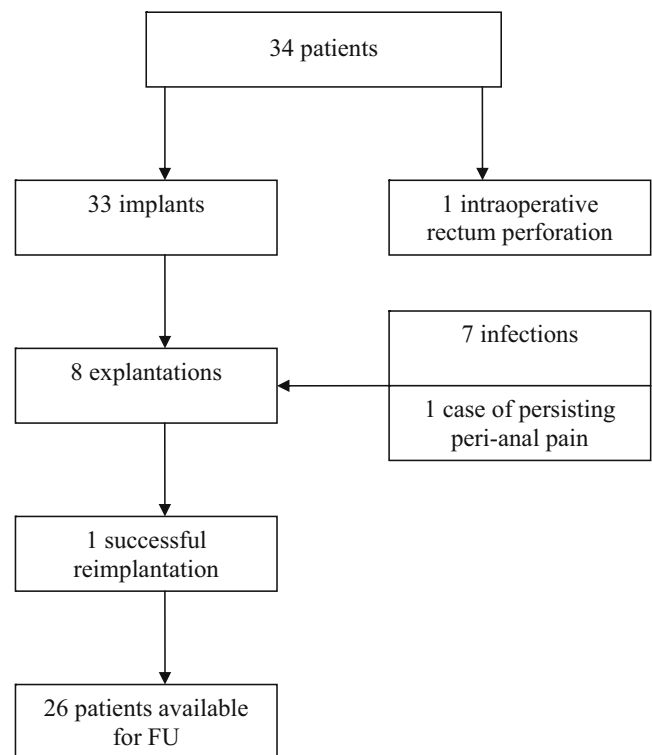 34 patients
33 implants
1 intraoperative
rectum perforation
8 explantations
7 infections
1 case of persisting
peri-anal pain
1 successful
reimplantation
26 patients available
for FU